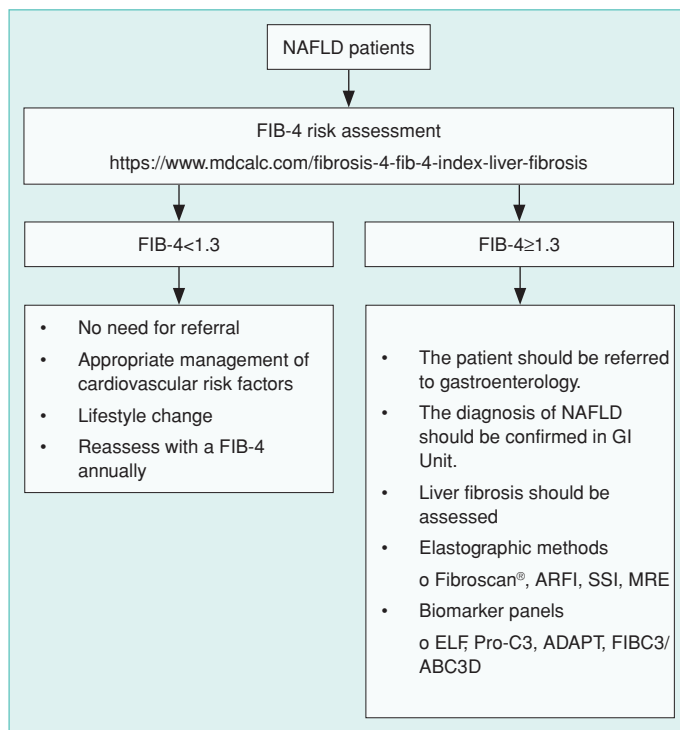 NAFLD patients
FIB-4 risk assessment
https://www.mdcalc.com/fibrosis-4-fib-4-index-liver-fibrosis
FIB-4<1.3
FIB-4≥1.3
• No need for referral
• Appropriate management of
cardiovascular risk factors
• Lifestyle change
• Reassess with a FIB-4
annually
• The patient should be referred
to gastroenterology.
• The diagnosis of NAFLD
should be confirmed in GI
Unit.
• Liver fibrosis should be
assessed
• Elastographic methods
o Fibroscan®, ARFI, SSI, MRE
• Biomarker panels
o ELF, Pro-C3, ADAPT, FIBC3/
ABC3D